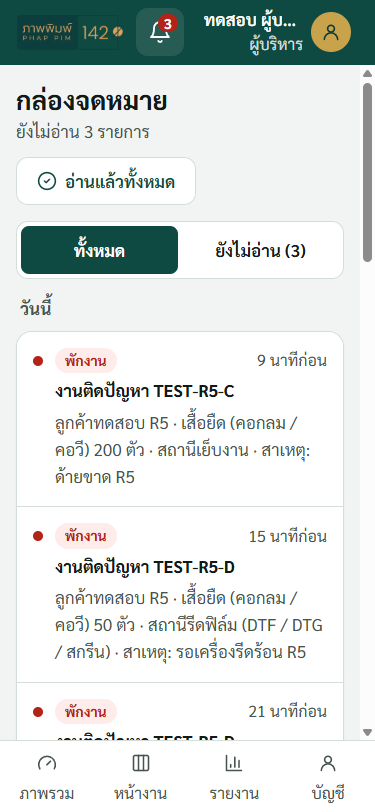 ภาพพิมพ์
PHAP PIM
142
3
ทดสอบ ผู้บ...
ผู้บริหาร
กล่องจดหมาย
ยังไม่อ่าน 3 รายการ
อ่านแล้วทั้งหมด
ทั้งหมด
ยังไม่อ่าน (3)
วันนี้
พักงาน
9 นาทีก่อน
งานติดปัญหา TEST-R5-C
ลูกค้าทดสอบ R5 · เสื้อยืด (คอกลม /
คอวี) 200 ตัว · สถานีเย็บงาน · สาเหตุ:
ด้ายขาด R5
พักงาน
15 นาทีก่อน
งานติดปัญหา TEST-R5-D
ลูกค้าทดสอบ R5 · เสื้อยืด (คอกลม /
คอวี) 50 ตัว · สถานีรีดฟิล์ม (DTF / DTG
/ สกรีน) · สาเหตุ: รอเครื่องรีดร้อน R5
พักงาน
21 นาทีก่อน
ภาพรวม
หน้างาน
รายงาน
บัญชี